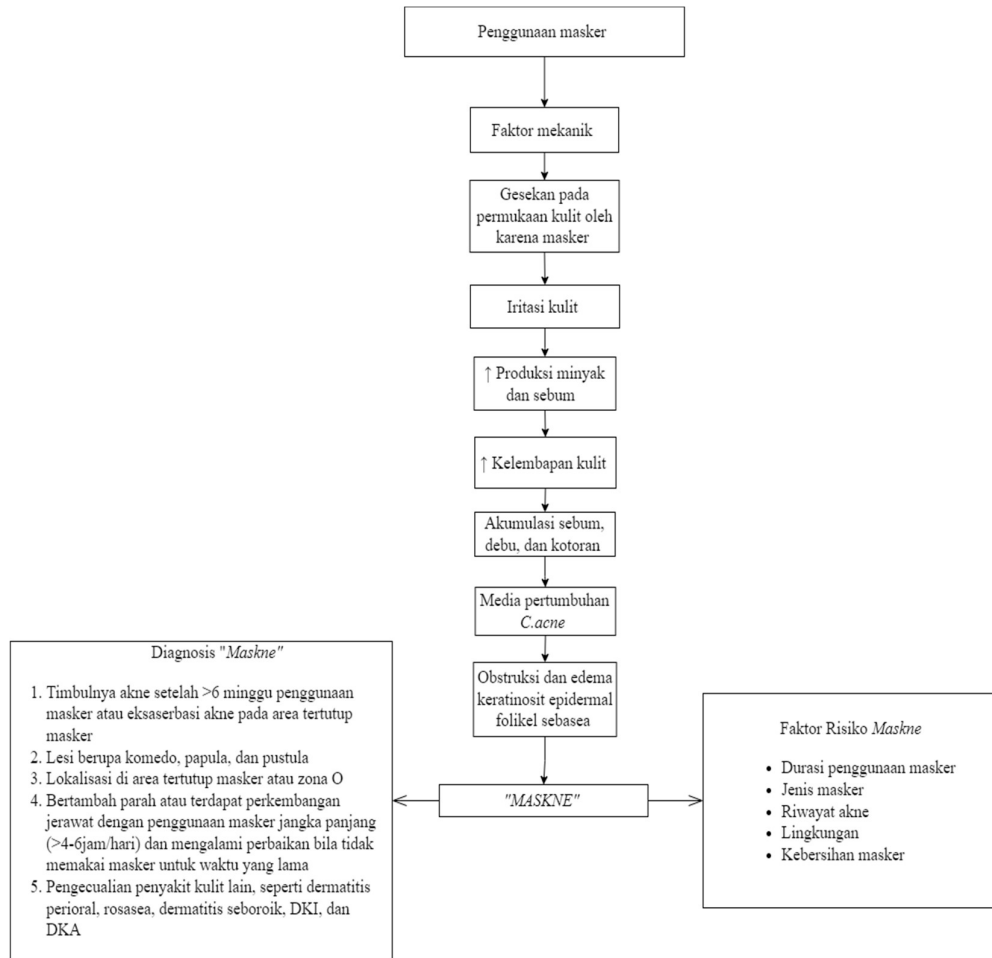 Penggunaan masker
Faktor mekanik
Gesekan pada
permukaan kulit oleh
karena masker
Iritasi kulit
↑ Produksi minyak
dan sebum
↑ Kelembapan kulit
Akumulasi sebum,
debu, dan kotoran
Media pertumbuhan
C.acne
Obstruksi dan edema
keratinosit epidermal
folikel sebasea
"MASKNE"
Diagnosis "Maskne"
1. Timbulnya akne setelah >6 minggu penggunaan
masker atau eksaserbasi akne pada area tertutup
masker
2. Lesi berupa komedo, papula, dan pustula
3. Lokalisasi di area tertutup masker atau zona O
4. Bertambah parah atau terdapat perkembangan
jerawat dengan penggunaan masker jangka panjang
(>4-6jam/hari) dan mengalami perbaikan bila tidak
memakai masker untuk waktu yang lama
5. Pengecualian penyakit kulit lain, seperti dermatitis
perioral, rosasea, dermatitis seboroik, DKI, dan
DKA
Faktor Risiko Maskne
• Durasi penggunaan masker
• Jenis masker
• Riwayat akne
• Lingkungan
• Kebersihan masker